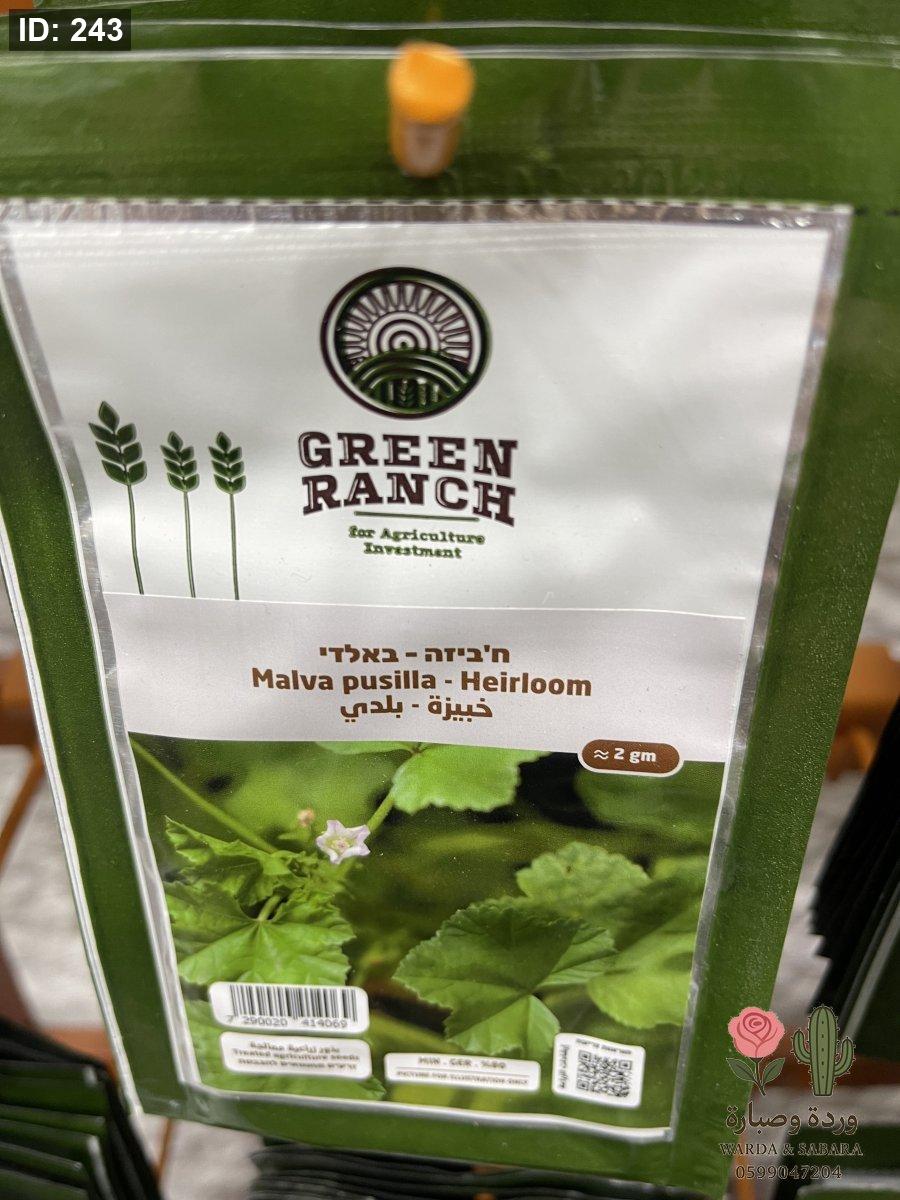 ID: 243
GREEN
RANCH
for Agriculture
Investment
ח'ביזה - באלדי
Malva pusilla - Heirloom
خبيزة - بلدي
≈ 2 gm
7 290020 414069
بذور زراعية معالجة
Treated agriculture seeds
MIN . GER . %80
PICTURE FOR ILLUSTRATION ONLY
وردة وصبارة
WARDA & SABARA
0599047204